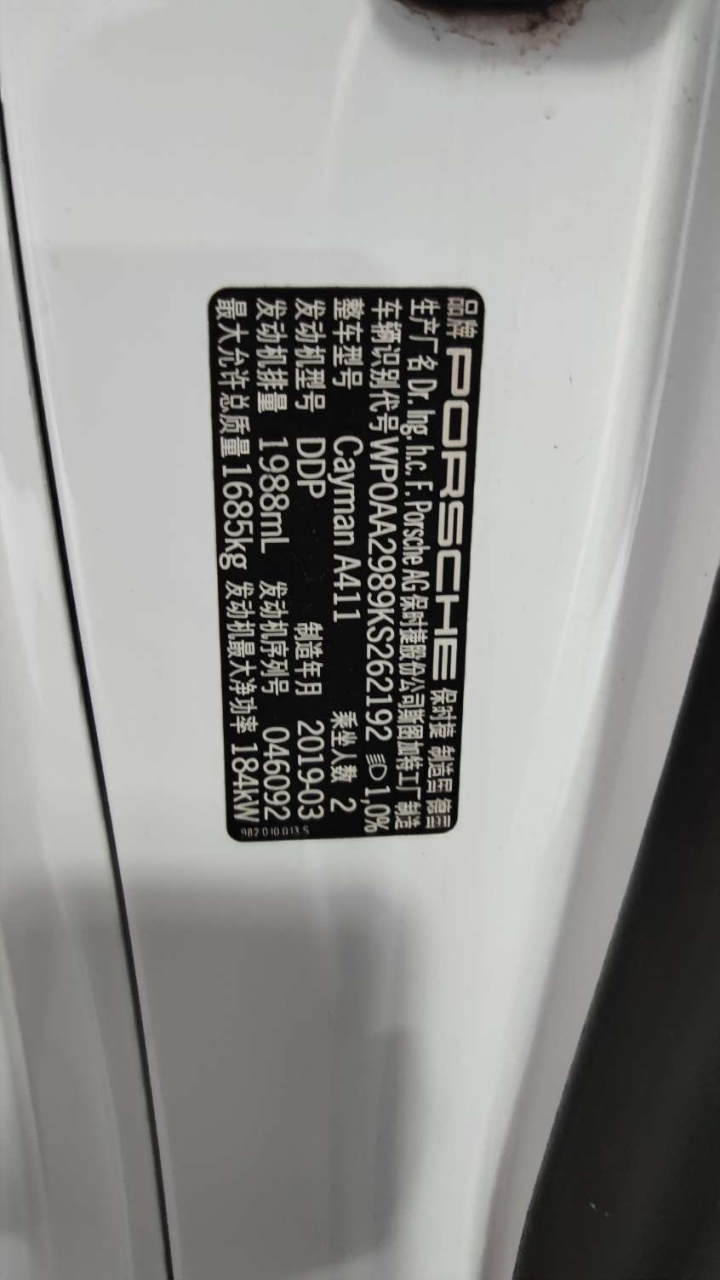 品牌 PORSCHE 保时捷 制造国 德国
生产厂名 Dr. Ing. h.c. F. Porsche AG 保时捷股份公司斯图加特工厂制造
车辆识别代号 WP0AA2989KS262192 1,0%
整车型号 Cayman A411 乘坐人数 2
发动机型号 DDP 制造年月 2019-03
发动机排量 1988mL 发动机序列号 046092
最大允许总质量 1685kg 发动机最大净功率 184kW
982 010 013 S